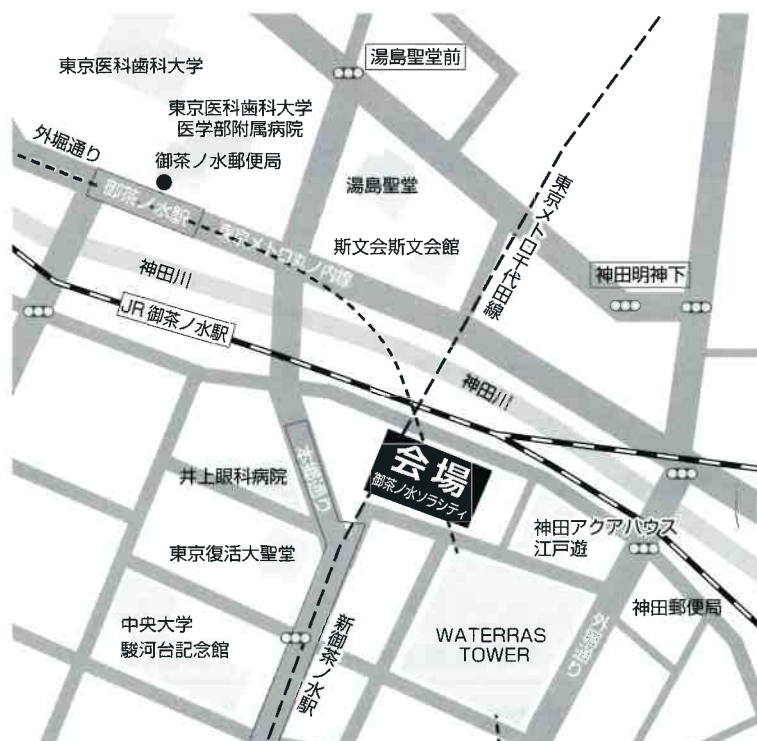 湯島聖堂前
東京医科歯科大学
東京医科歯科大学
医学部附属病院
外堀通り
御茶ノ水郵便局
湯島聖堂
東京メトロ千代田線
御茶ノ水駅
東京メトロ丸ノ内線
斯文会斯文会館
神田明神下
神田川
JR 御茶ノ水駅
神田川
会場
御茶ノ水ソラシティ
本郷通り
井上眼科病院
神田アクアハウス
江戸遊
東京復活大聖堂
神田郵便局
中央大学
駿河台記念館
新御茶ノ水駅
WATERRAS
TOWER
外堀通り